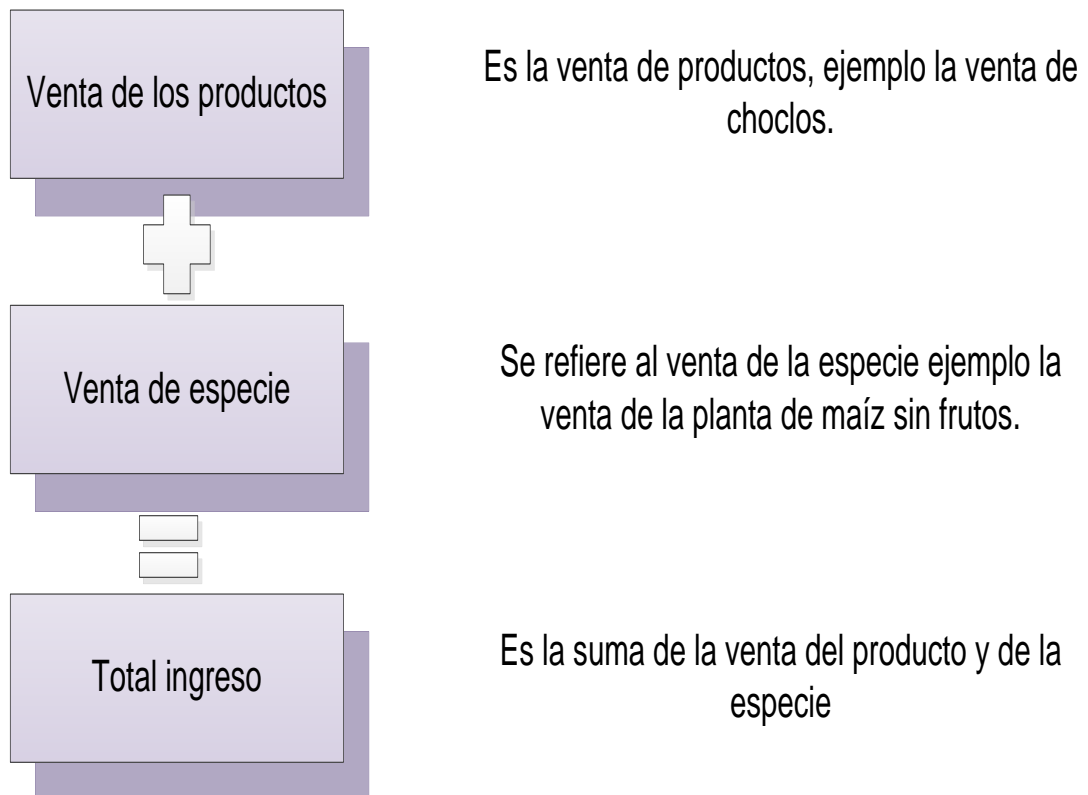 Venta de los productos
Es la venta de productos, ejemplo la venta de
choclos.
Venta de especie
Se refiere al venta de la especie ejemplo la
venta de la planta de maíz sin frutos.
Total ingreso
Es la suma de la venta del producto y de la
especie